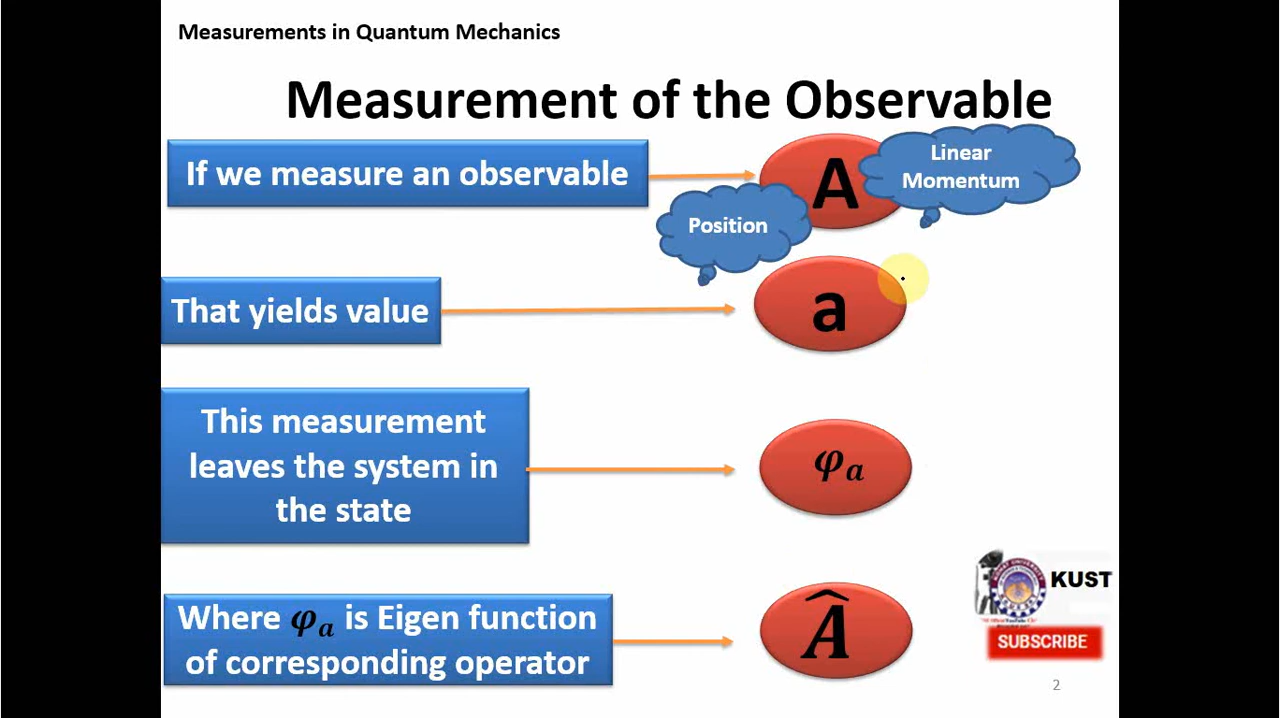 Measurements in Quantum Mechanics
Measurement of the Observable
If we measure an observable
A
Linear
Momentum
Position
That yields value
a
This measurement
leaves the system in
the state
φₐ
Where φₐ is Eigen function
of corresponding operator
Â
KUST
SUBSCRIBE
2